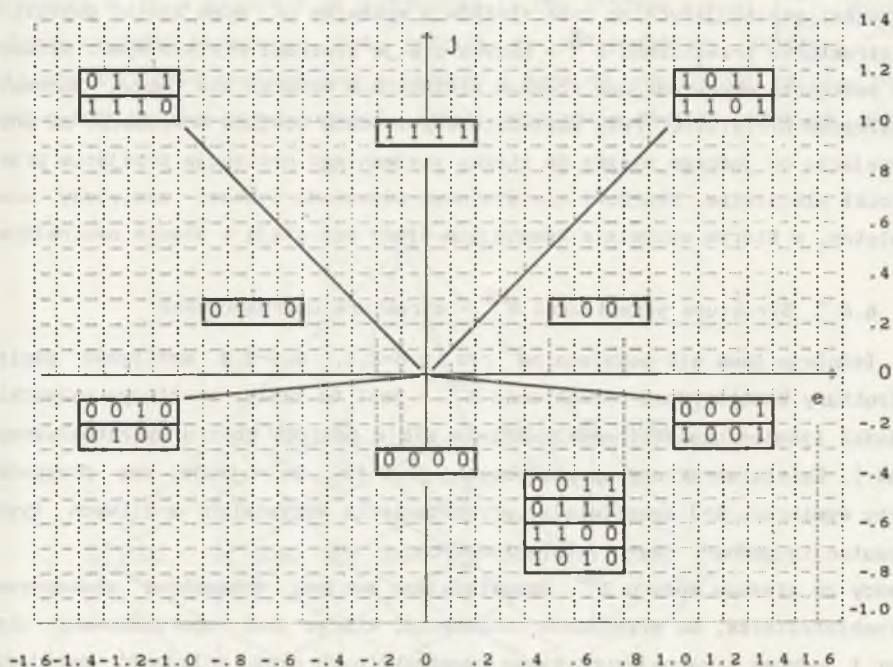 1.4
j
1.2
0 1 1 1
1 1 1 0
1 0 1 1
1 1 0 1
1.0
1 1 1 1
.8
.6
.4
0 1 1 0
1 0 0 1
.2
0
e
0 0 1 0
0 1 0 0
0 0 0 1
1 0 0 1
-.2
0 0 0 0
-.4
0 0 1 1
0 1 1 1
1 1 0 0
1 0 1 0
-.6
-.8
-1.0
-1.6-1.4-1.2-1.0 -.8 -.6 -.4 -.2 0 .2 .4 .6 .8 1.0 1.2 1.4 1.6